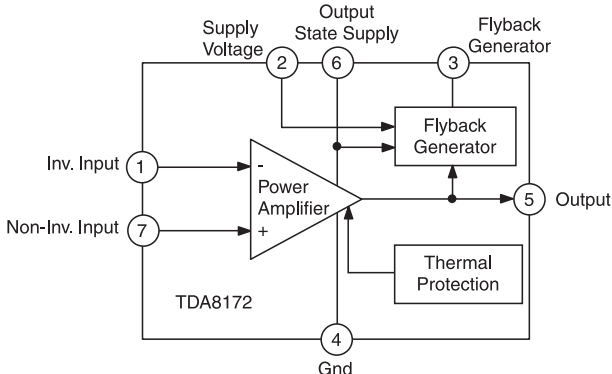 Output
Supply
State Supply
Flyback
Voltage
Generator
2
6
3
Flyback
Generator
Inv. Input
1
-
Power
Amplifier
5
Output
Non-Inv. Input
7
+
Thermal
Protection
TDA8172
4
Gnd